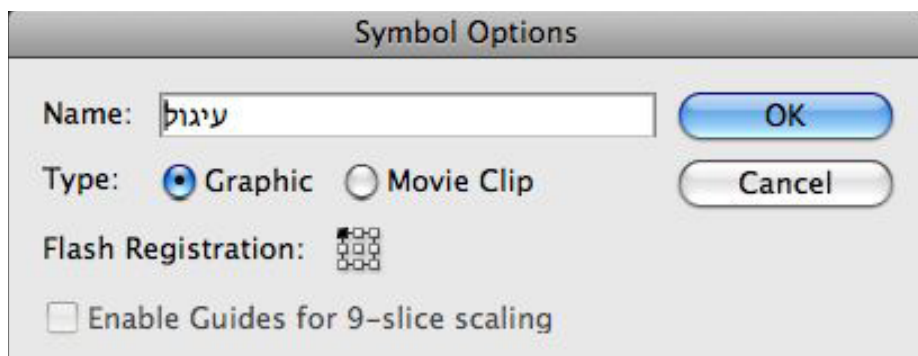 Symbol Options
Name: עיגול OK
Type: Graphic Movie Clip Cancel
Flash Registration:
Enable Guides for 9-slice scaling